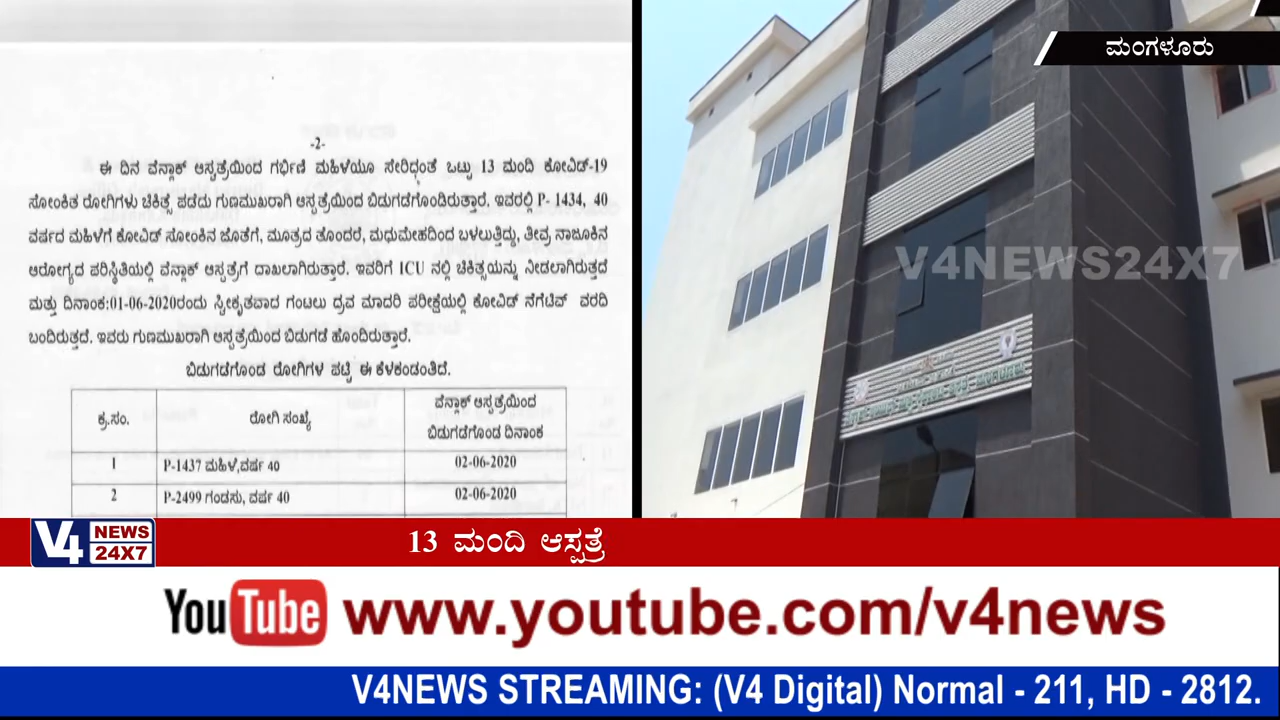 -2-
ಈ ದಿನ ವೆನ್ಲಾಕ್ ಆಸ್ಪತ್ರೆಯಿಂದ ಗರ್ಭಿಣಿ ಮಹಿಳೆಯೂ ಸೇರಿದ್ಧಂತೆ ಒಟ್ಟು 13 ಮಂದಿ ಕೋವಿಡ್-19
ಸೋಂಕಿತ ರೋಗಿಗಳು ಚಿಕಿತ್ಸೆ ಪಡೆದು ಗುಣಮುಖರಾಗಿ ಆಸ್ಪತ್ರೆಯಿಂದ ಬಿಡುಗಡೆಗೊಂಡಿರುತ್ತಾರೆ. ಇವರಲ್ಲಿ P- 1434, 40
ವರ್ಷದ ಮಹಿಳೆಗೆ ಕೋವಿಡ್ ಸೋಂಕಿನ ಜೊತೆಗೆ, ಮೂತ್ರದ ತೊಂದರೆ, ಮಧುಮೇಹದಿಂದ ಬಳಲುತ್ತಿದ್ದು, ತೀವ್ರ ನಾಜೂಕಿನ
ಆರೋಗ್ಯದ ಪರಿಸ್ಥಿತಿಯಲ್ಲಿ ವೆನ್ಲಾಕ್ ಆಸ್ಪತ್ರೆಗೆ ದಾಖಲಾಗಿರುತ್ತಾರೆ. ಇವರಿಗೆ ICU ನಲ್ಲಿ ಚಿಕಿತ್ಸೆಯನ್ನು ನೀಡಲಾಗಿರುತ್ತದೆ
ಮತ್ತು ದಿನಾಂಕ:01-06-2020ರಂದು ಸ್ವೀಕೃತವಾದ ಗಂಟಲು ದ್ರವ ಮಾದರಿ ಪರೀಕ್ಷೆಯಲ್ಲಿ ಕೋವಿಡ್ ನೆಗೆಟಿವ್ ವರದಿ
ಬಂದಿರುತ್ತದೆ. ಇವರು ಗುಣಮುಖರಾಗಿ ಆಸ್ಪತ್ರೆಯಿಂದ ಬಿಡುಗಡೆ ಹೊಂದಿರುತ್ತಾರೆ.
ಬಿಡುಗಡೆಗೊಂಡ ರೋಗಿಗಳ ಪಟ್ಟಿ ಈ ಕೆಳಕಂಡಂತಿದೆ.
ಕ್ರ.ಸಂ. ರೋಗಿ ಸಂಖ್ಯೆ ವೆನ್ಲಾಕ್ ಆಸ್ಪತ್ರೆಯಿಂದ
ಬಿಡುಗಡೆಗೊಂಡ ದಿನಾಂಕ
1 P-1437 ಮಹಿಳೆ,ವರ್ಷ 40 02-06-2020
2 P-2499 ಗಂಡಸು, ವರ್ಷ 40 02-06-2020
ಮಂಗಳೂರು
V4NEWS24X7
V4 NEWS
24X7
13 ಮಂದಿ ಆಸ್ಪತ್ರೆ
YouTube www.youtube.com/v4news
V4NEWS STREAMING: (V4 Digital) Normal - 211, HD - 2812.